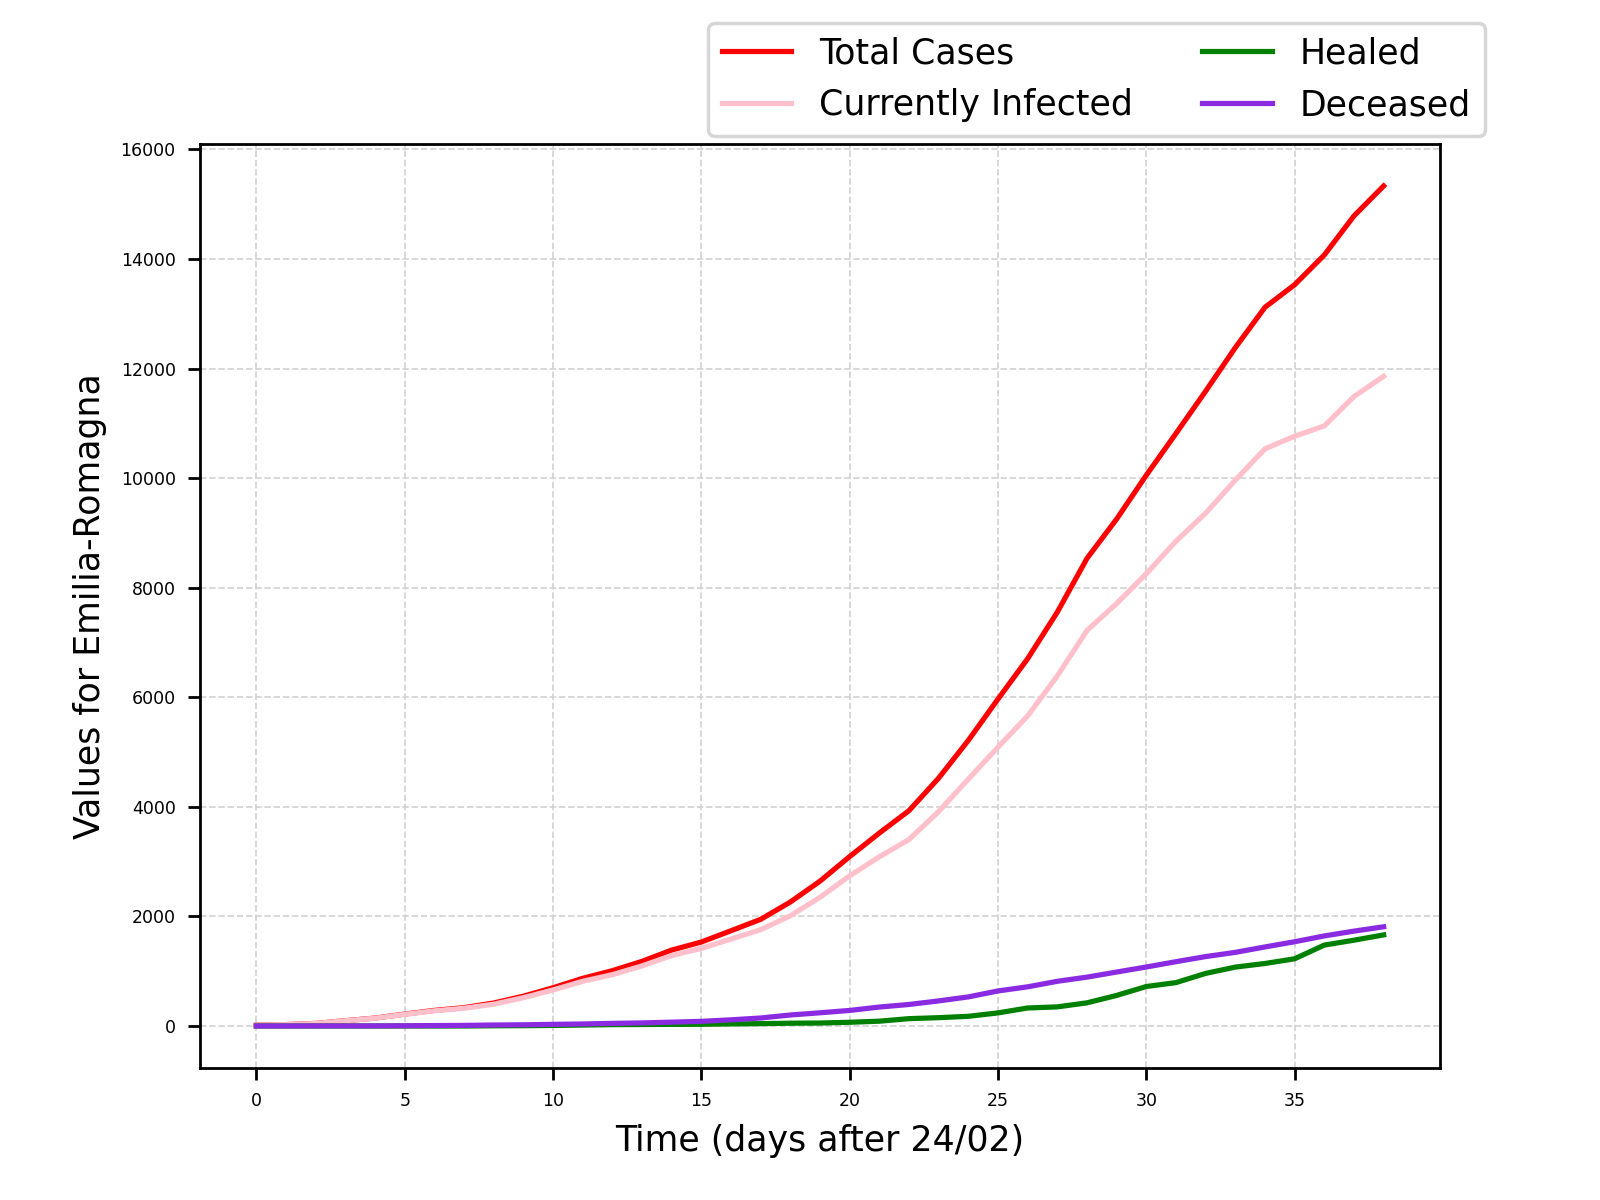 Total Cases Healed
Currently Infected Deceased
16000
14000
12000
10000
8000
6000
4000
2000
0
Values for Emilia-Romagna
0 5 10 15 20 25 30 35
Time (days after 24/02)